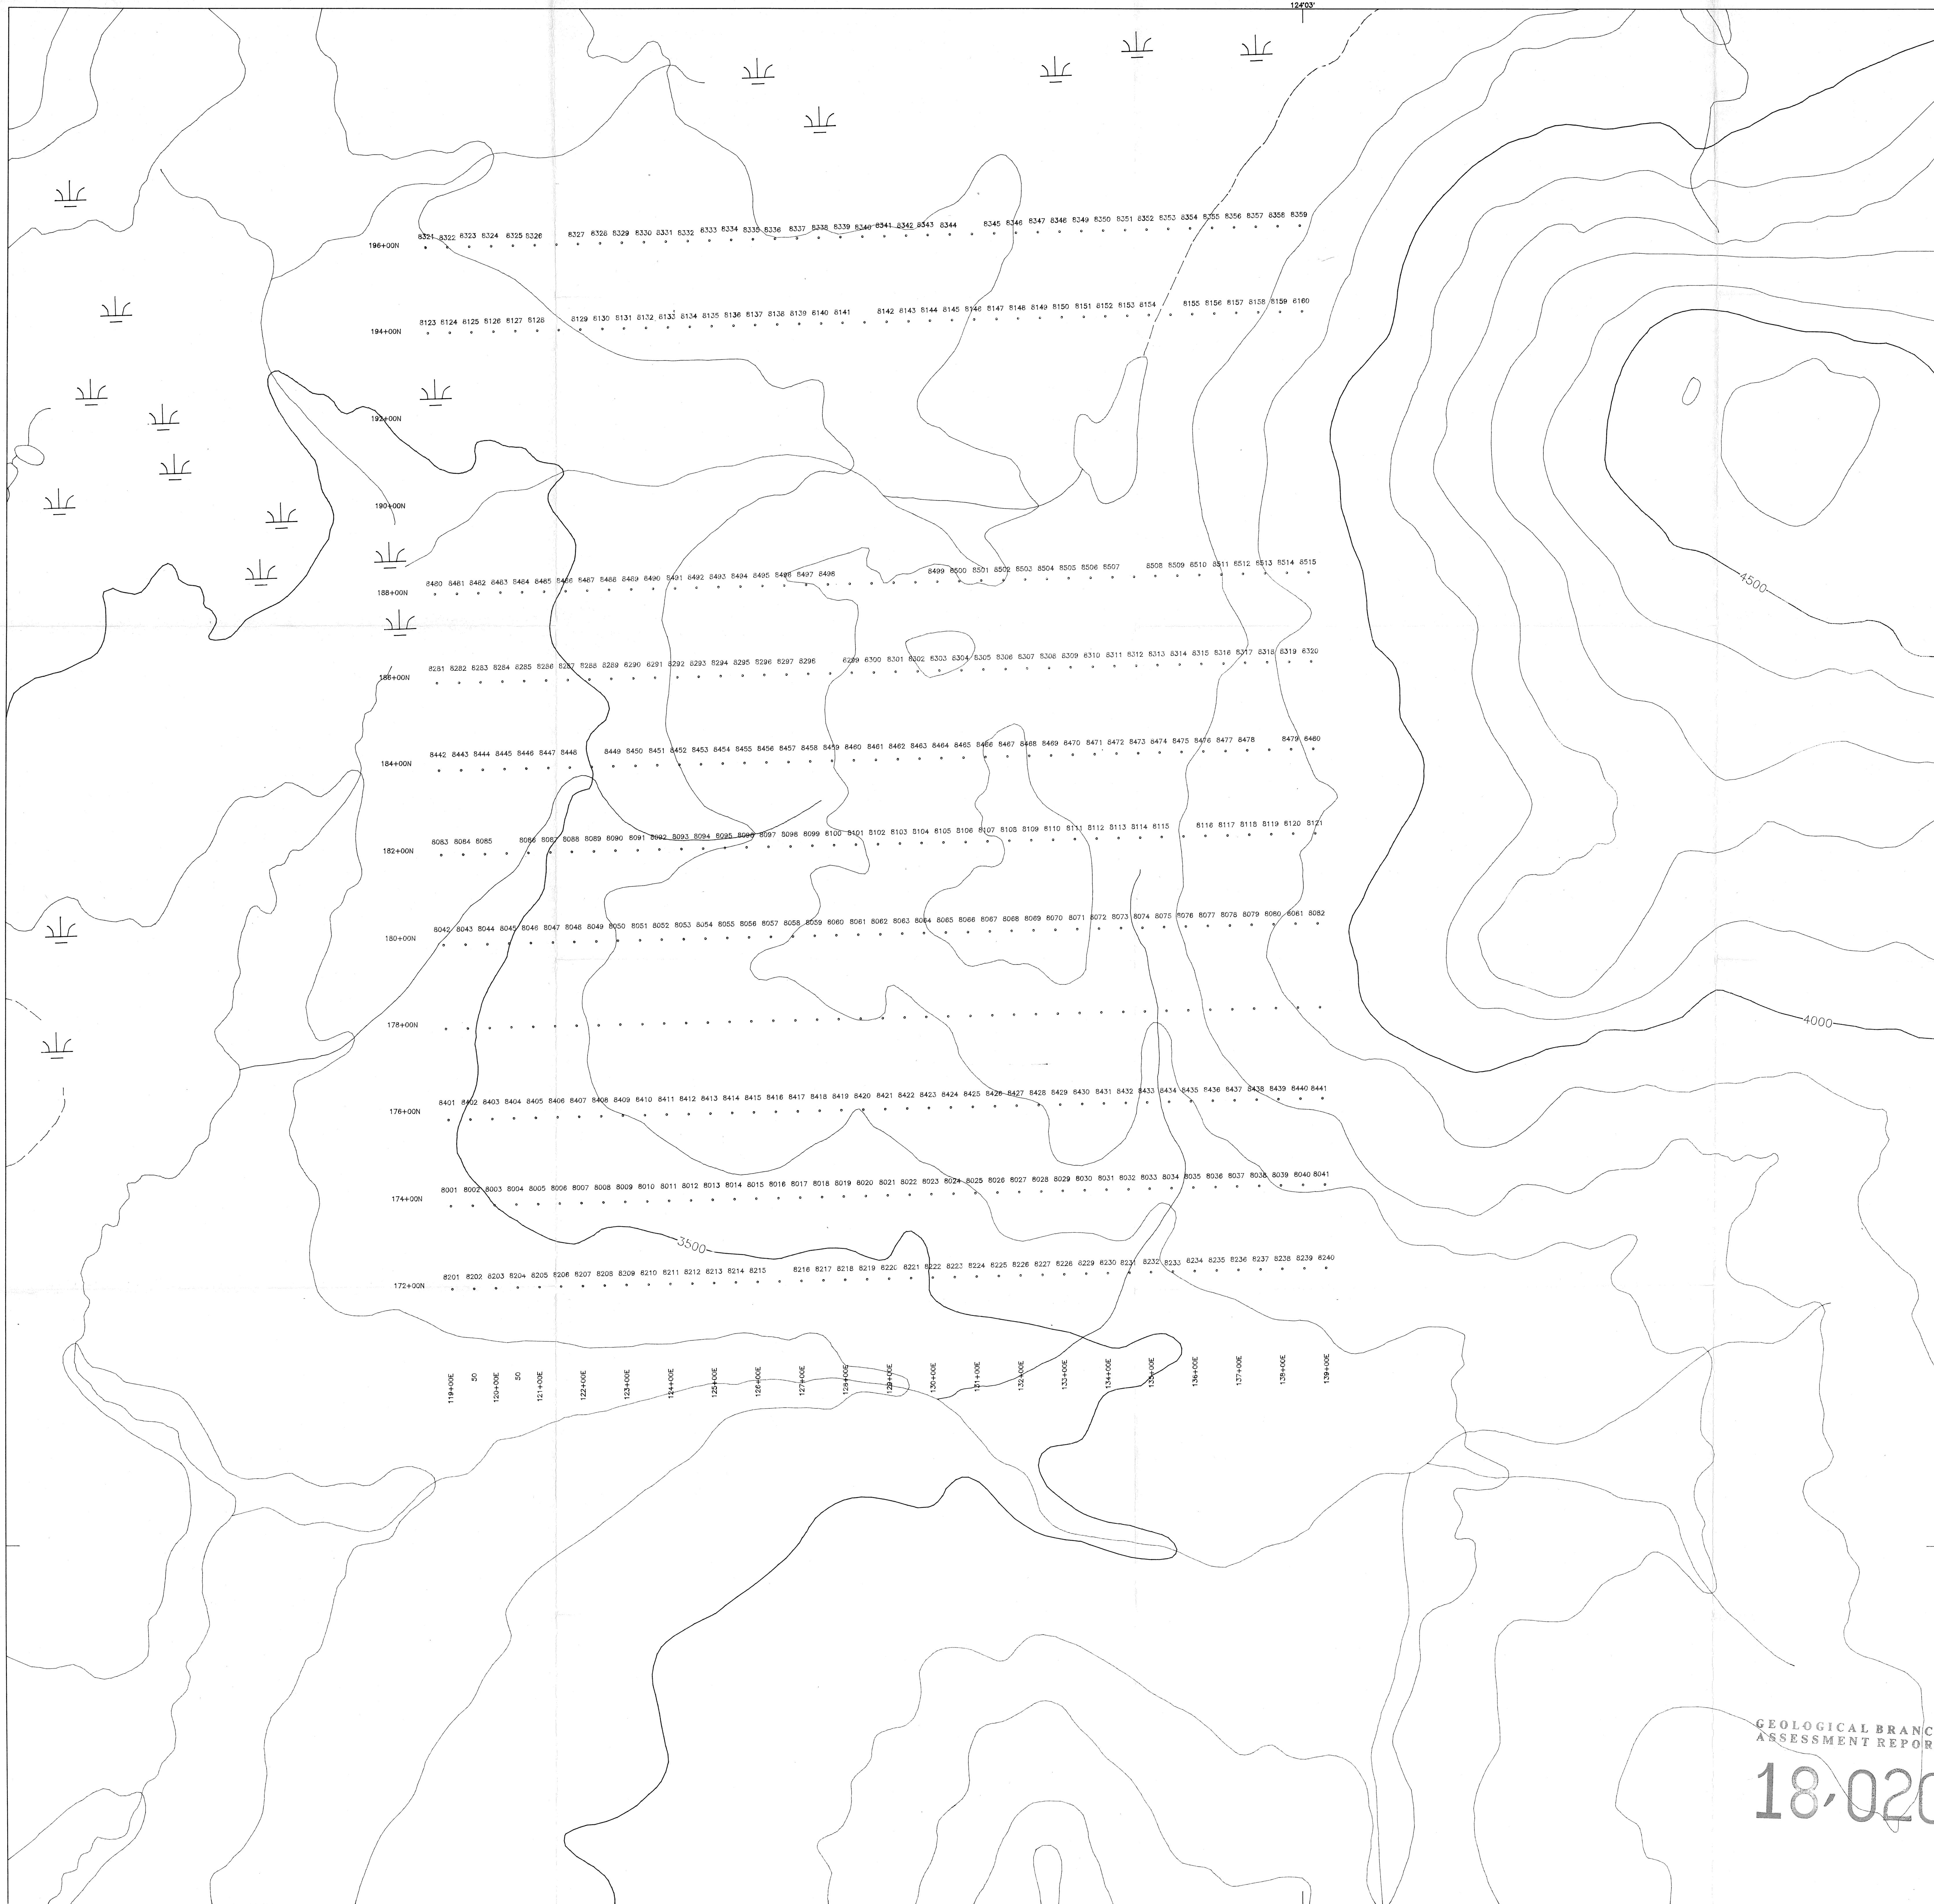 124°03'
8321 8322 8323 8324 8325 8326 8327 8328 8329 8330 8331 8332 8333 8334 8335 8336 8337 8338 8339 8340 8341 8342 8343 8344 8345 8346 8347 8348 8349 8350 8351 8352 8353 8354 8355 8356 8357 8358 8359
196+00N
8123 8124 8125 8126 8127 8128 8129 8130 8131 8132 8133 8134 8135 8136 8137 8138 8139 8140 8141 8142 8143 8144 8145 8146 8147 8148 8149 8150 8151 8152 8153 8154 8155 8156 8157 8158 8159 8160
194+00N
192+00N
190+00N
8480 8481 8482 8483 8484 8485 8486 8487 8488 8489 8490 8491 8492 8493 8494 8495 8496 8497 8498 8499 8500 8501 8502 8503 8504 8505 8506 8507 8508 8509 8510 8511 8512 8513 8514 8515
188+00N
4500
8281 8282 8283 8284 8285 8286 8287 8288 8289 8290 8291 8292 8293 8294 8295 8296 8297 8298 8299 8300 8301 8302 8303 8304 8305 8306 8307 8308 8309 8310 8311 8312 8313 8314 8315 8316 8317 8318 8319 8320
186+00N
8442 8443 8444 8445 8446 8447 8448 8449 8450 8451 8452 8453 8454 8455 8456 8457 8458 8459 8460 8461 8462 8463 8464 8465 8466 8467 8468 8469 8470 8471 8472 8473 8474 8475 8476 8477 8478 8479 8480
184+00N
8083 8084 8085 8086 8087 8088 8089 8090 8091 8092 8093 8094 8095 8096 8097 8098 8099 8100 8101 8102 8103 8104 8105 8106 8107 8108 8109 8110 8111 8112 8113 8114 8115 8116 8117 8118 8119 8120 8121
182+00N
8042 8043 8044 8045 8046 8047 8048 8049 8050 8051 8052 8053 8054 8055 8056 8057 8058 8059 8060 8061 8062 8063 8064 8065 8066 8067 8068 8069 8070 8071 8072 8073 8074 8075 8076 8077 8078 8079 8080 8081 8082
180+00N
178+00N
4000
8401 8402 8403 8404 8405 8406 8407 8408 8409 8410 8411 8412 8413 8414 8415 8416 8417 8418 8419 8420 8421 8422 8423 8424 8425 8426 8427 8428 8429 8430 8431 8432 8433 8434 8435 8436 8437 8438 8439 8440 8441
176+00N
8001 8002 8003 8004 8005 8006 8007 8008 8009 8010 8011 8012 8013 8014 8015 8016 8017 8018 8019 8020 8021 8022 8023 8024 8025 8026 8027 8028 8029 8030 8031 8032 8033 8034 8035 8036 8037 8038 8039 8040 8041
174+00N
3500
8201 8202 8203 8204 8205 8206 8207 8208 8209 8210 8211 8212 8213 8214 8215 8216 8217 8218 8219 8220 8221 8222 8223 8224 8225 8226 8227 8228 8229 8230 8231 8232 8233 8234 8235 8236 8237 8238 8239 8240
172+00N
119+00E 50 120+00E 50 121+00E 122+00E 123+00E 124+00E 125+00E 126+00E 127+00E 128+00E 129+00E 130+00E 131+00E 132+00E 133+00E 134+00E 135+00E 136+00E 137+00E 138+00E 139+00E
GEOLOGICAL BRANC
ASSESSMENT REPOR
18,020